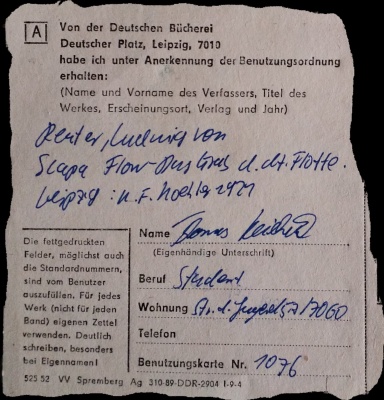 A
Von der Deutschen Bücherei
Deutscher Platz, Leipzig, 7010
habe ich unter Anerkennung der Benutzungsordnung
erhalten:
(Name und Vorname des Verfassers, Titel des
Werkes, Erscheinungsort, Verlag und Jahr)
Reuter, Ludwig von
Scapa Flow - Das Grab d. dt. Flotte.
Leipzig: K. F. Koehler 1921
Name Thomas
(Eigenhändige Unterschrift)
Beruf Student
Wohnung 7060
Telefon
Benutzungskarte Nr. 1076
Die fettgedruckten
Felder, möglichst auch
die Standardnummern,
sind vom Benutzer
auszufüllen. Für jedes
Werk (nicht für jeden
Band) eigenen Zettel
verwenden. Deutlich
schreiben, besonders
bei Eigennamen!
525 52 VV Spremberg Ag 310-89-DDR-2904 I-9-4